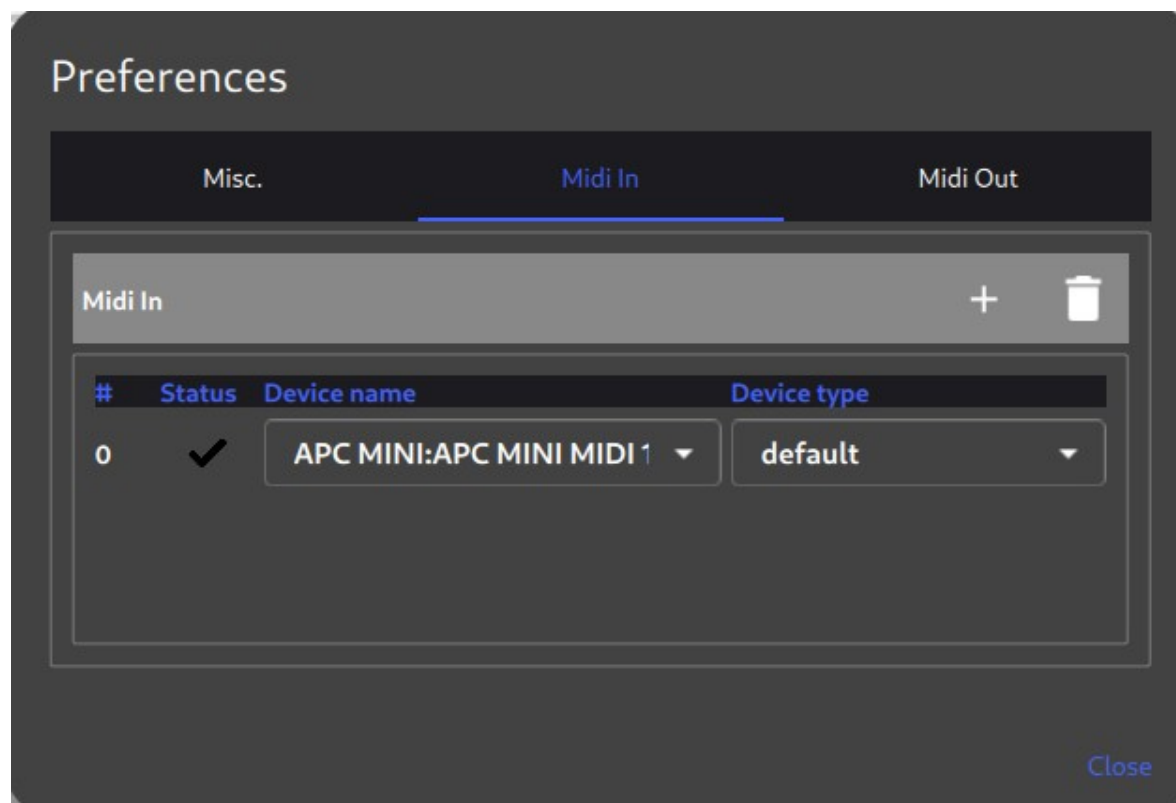 Preferences
Misc. Midi In Midi Out
Midi In
# Status Device name Device type
0 APC MINI:APC MINI MIDI 1 default
Close